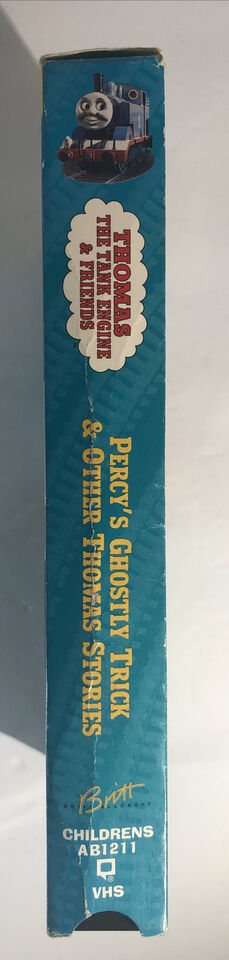 THOMAS
THE TANK ENGINE
& FRIENDS
PERCY'S GHOSTLY TRICK
& OTHER THOMAS STORIES
Britt
CHILDRENS
AB1211
VHS